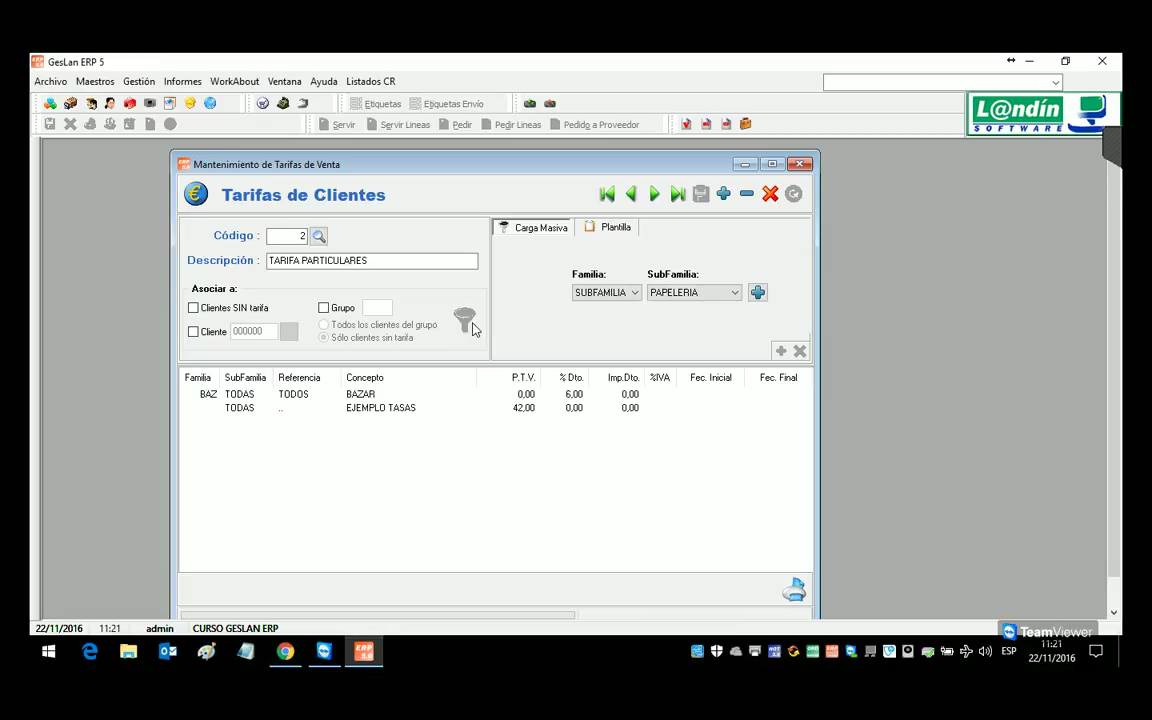 GesLan ERP 5
Archivo Maestros Gestión Informes WorkAbout Ventana Ayuda Listados CR
Etiquetas Etiquetas Envío
Servir Servir Lineas Pedir Pedir Lineas Pedido a Proveedor
L@ndín
SOFTWARE
Mantenimiento de Tarifas de Venta
Tarifas de Clientes
Código : 2
Descripción : TARIFA PARTICULARES
Asociar a:
Clientes SIN tarifa Grupo
Cliente 000000 Todos los clientes del grupo
Sólo clientes sin tarifa
Carga Masiva Plantilla
Familia: SubFamilia:
SUBFAMILIA PAPELERIA
Familia SubFamilia Referencia Concepto P.T.V. % Dto. Imp.Dto. %IVA Fec. Inicial Fec. Final
BAZ TODAS TODOS BAZAR 0,00 6,00 0,00
TODAS .. EJEMPLO TASAS 42,00 0,00 0,00
22/11/2016 11:21 admin CURSO GESLAN ERP
TeamViewer
ESP 11:21
22/11/2016